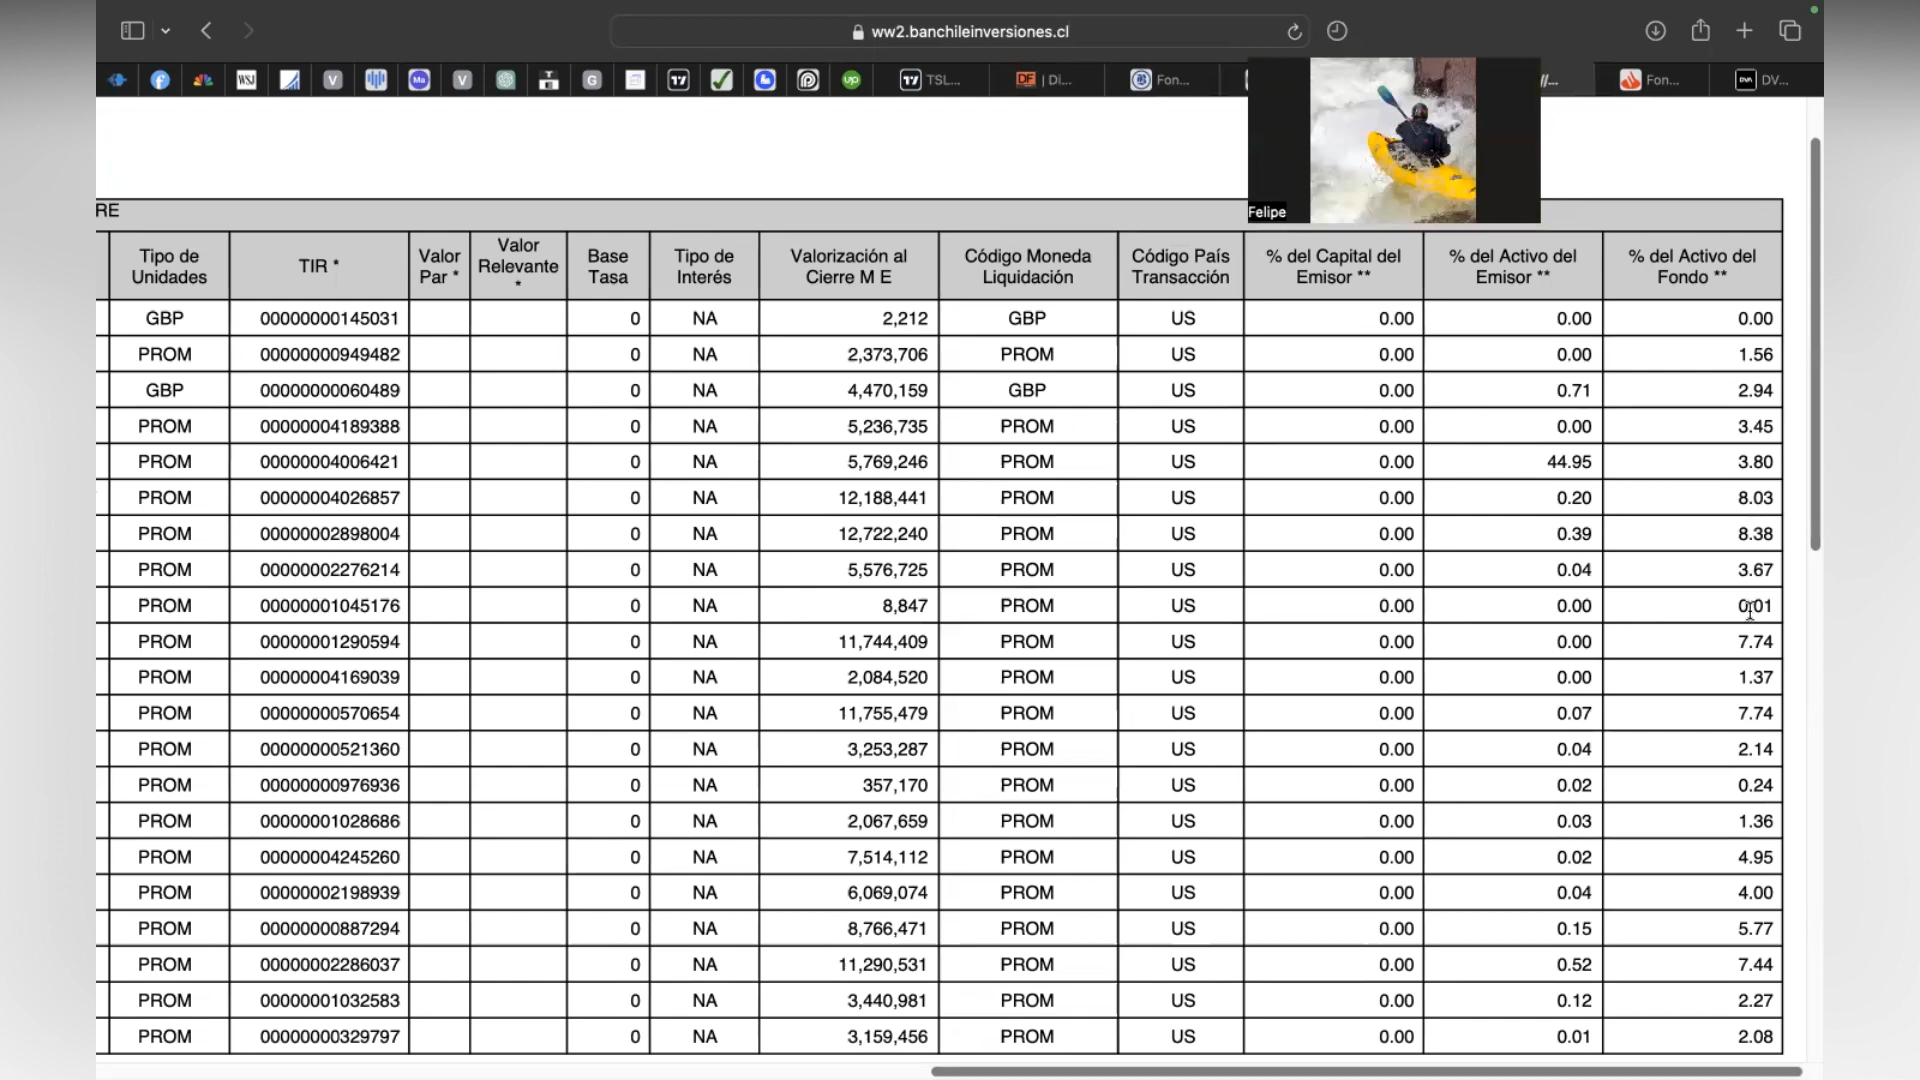 ww2.banchileinversiones.cl
WSJ V Ma V G 17 up 17 TSL... DF | Di... Fon... //... Fon... DVA DV...
Felipe
RE
Tipo de Unidades TIR * Valor Par * Valor Relevante * Base Tasa Tipo de Interés Valorización al Cierre M E Código Moneda Liquidación Código País Transacción % del Capital del Emisor ** % del Activo del Emisor ** % del Activo del Fondo **
GBP 00000000145031 0 NA 2,212 GBP US 0.00 0.00 0.00
PROM 00000000949482 0 NA 2,373,706 PROM US 0.00 0.00 1.56
GBP 00000000060489 0 NA 4,470,159 GBP US 0.00 0.71 2.94
PROM 00000004189388 0 NA 5,236,735 PROM US 0.00 0.00 3.45
PROM 00000004006421 0 NA 5,769,246 PROM US 0.00 44.95 3.80
PROM 00000004026857 0 NA 12,188,441 PROM US 0.00 0.20 8.03
PROM 00000002898004 0 NA 12,722,240 PROM US 0.00 0.39 8.38
PROM 00000002276214 0 NA 5,576,725 PROM US 0.00 0.04 3.67
PROM 00000001045176 0 NA 8,847 PROM US 0.00 0.00 0.01
PROM 00000001290594 0 NA 11,744,409 PROM US 0.00 0.00 7.74
PROM 00000004169039 0 NA 2,084,520 PROM US 0.00 0.00 1.37
PROM 00000000570654 0 NA 11,755,479 PROM US 0.00 0.07 7.74
PROM 00000000521360 0 NA 3,253,287 PROM US 0.00 0.04 2.14
PROM 00000000976936 0 NA 357,170 PROM US 0.00 0.02 0.24
PROM 00000001028686 0 NA 2,067,659 PROM US 0.00 0.03 1.36
PROM 00000004245260 0 NA 7,514,112 PROM US 0.00 0.02 4.95
PROM 00000002198939 0 NA 6,069,074 PROM US 0.00 0.04 4.00
PROM 00000000887294 0 NA 8,766,471 PROM US 0.00 0.15 5.77
PROM 00000002286037 0 NA 11,290,531 PROM US 0.00 0.52 7.44
PROM 00000001032583 0 NA 3,440,981 PROM US 0.00 0.12 2.27
PROM 00000000329797 0 NA 3,159,456 PROM US 0.00 0.01 2.08